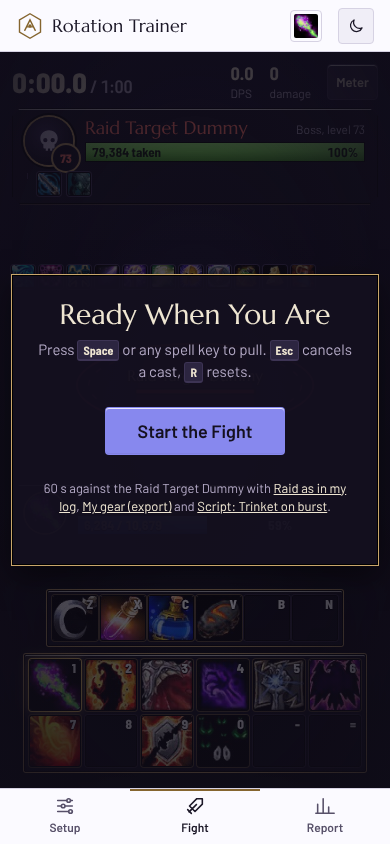 Rotation Trainer
0:00.0 / 1:00
0.0 0
DPS damage
Meter
Raid Target Dummy
Boss, level 73
73
79,384 taken
100%
Ready When You Are
Press Space or any spell key to pull. Esc cancels
a cast, R resets.
Start the Fight
60 s against the Raid Target Dummy with Raid as in my
log, My gear (export) and Script: Trinket on burst.
Z X C V B N
1 2 3 4 5 6
7 8 9 0 - =
Setup
Fight
Report